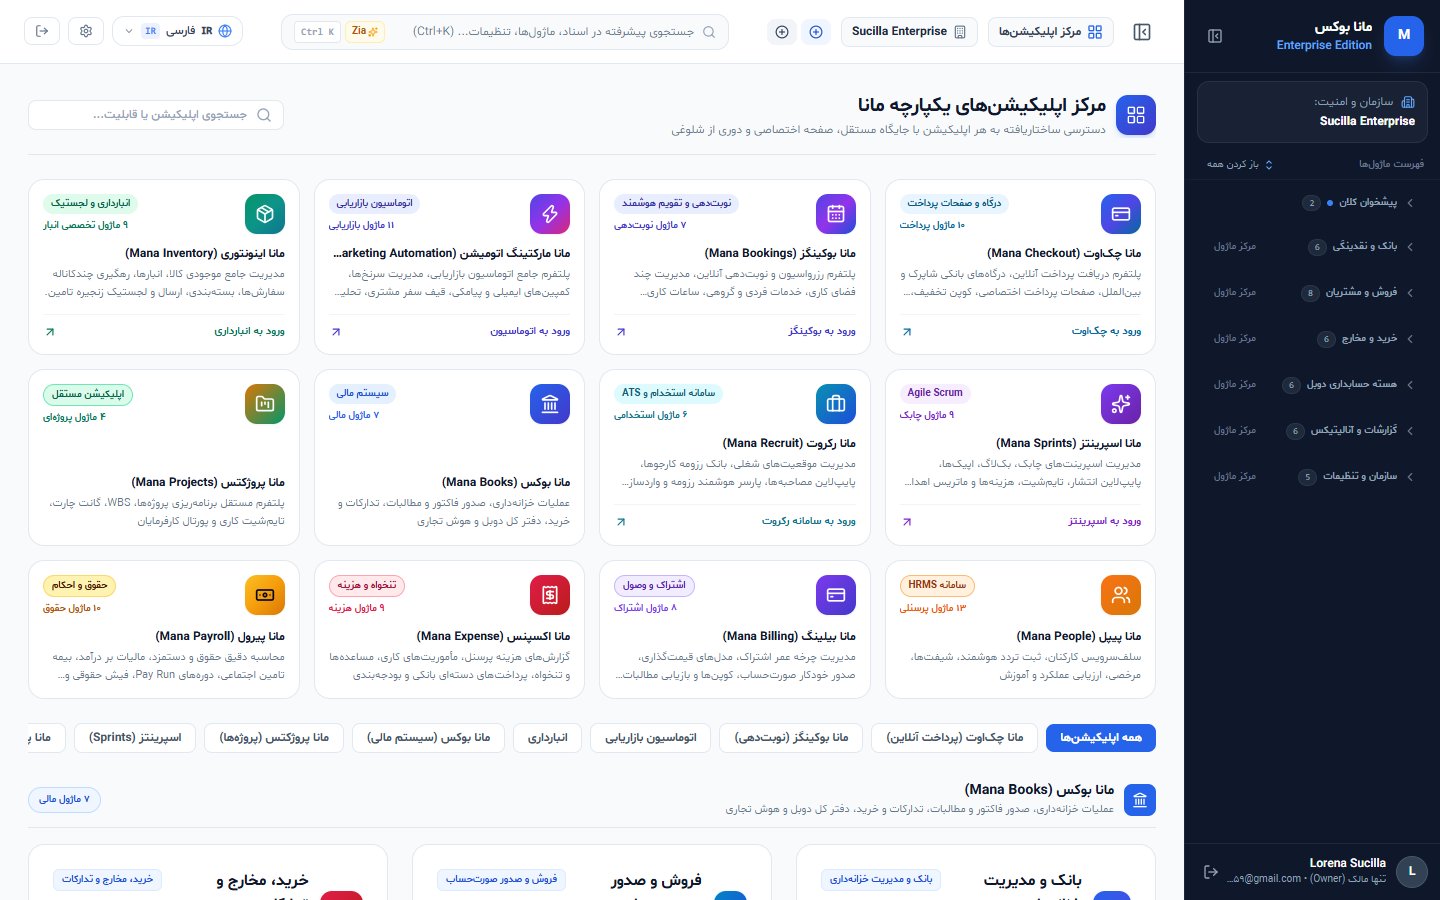 M
مانا بوکس
Enterprise Edition
سازمان و امنیت:
Sucilla Enterprise
فهرست ماژول‌ها
باز کردن همه
پیشخوان کلان 2
بانک و نقدینگی 6 مرکز ماژول
فروش و مشتریان 8 مرکز ماژول
خرید و مخارج 6 مرکز ماژول
هسته حسابداری دوبل 6 مرکز ماژول
گزارشات و آنالیتیکس 6 مرکز ماژول
سازمان و تنظیمات 5 مرکز ماژول
L
Lorena Sucilla
تنها مالک (Owner) • ...۵۹@gmail.com
مرکز اپلیکیشن‌ها
Sucilla Enterprise
جستجوی پیشرفته در اسناد، ماژول‌ها، تنظیمات... (Ctrl+K)
Zia
Ctrl K
IR فارسی IR
مرکز اپلیکیشن‌های یکپارچه مانا
دسترسی ساختاریافته به هر اپلیکیشن با جایگاه مستقل، صفحه اختصاصی و دوری از شلوغی
جستجوی اپلیکیشن یا قابلیت...
درگاه و صفحات پرداخت
۱۰ ماژول پرداخت
مانا چک‌اوت (Mana Checkout)
پلتفرم دریافت پرداخت آنلاین، درگاه‌های بانکی شاپرک و
بین‌الملل، صفحات پرداخت اختصاصی، کوپن تخفیف،...
ورود به چک‌اوت
نوبت‌دهی و تقویم هوشمند
۷ ماژول نوبت‌دهی
مانا بوکینگز (Mana Bookings)
پلتفرم رزرواسیون و نوبت‌دهی آنلاین، مدیریت چند
فضای کاری، خدمات فردی و گروهی، ساعات کاری...
ورود به بوکینگز
اتوماسیون بازاریابی
۱۱ ماژول بازاریابی
مانا مارکتینگ اتومیشن (arketing Automation...
پلتفرم جامع اتوماسیون بازاریابی، مدیریت سرنخ‌ها،
کمپین‌های ایمیلی و پیامکی، قیف سفر مشتری، تحلیـ...
ورود به اتوماسیون
انبارداری و لجستیک
۹ ماژول تخصصی انبار
مانا اینونتوری (Mana Inventory)
مدیریت جامع موجودی کالا، انبارها، رهگیری چندکاناله
سفارش‌ها، بسته‌بندی، ارسال و لجستیک زنجیره تامین.
ورود به انبارداری
Agile Scrum
۹ ماژول چابک
مانا اسپرینتز (Mana Sprints)
مدیریت اسپرینت‌های چابک، بک‌لاگ، اپیک‌ها،
پایپ‌لاین انتشار، تایم‌شیت، هزینه‌ها و ماتریس اهدا...
ورود به اسپرینتز
سامانه استخدام و ATS
۶ ماژول استخدامی
مانا رکروت (Mana Recruit)
مدیریت موقعیت‌های شغلی، بانک رزومه کارجوها،
پایپ‌لاین مصاحبه‌ها، پارسر هوشمند رزومه و واردساز...
ورود به سامانه رکروت
سیستم مالی
۷ ماژول مالی
مانا بوکس (Mana Books)
عملیات خزانه‌داری، صدور فاکتور و مطالبات، تدارکات و
خرید، دفتر کل دوبل و هوش تجاری
اپلیکیشن مستقل
۴ ماژول پروژه‌ای
مانا پروژکتس (Mana Projects)
پلتفرم مستقل برنامه‌ریزی پروژه‌ها، WBS، گانت چارت،
تایم‌شیت کاری و پورتال کارفرمایان
سامانه HRMS
۱۳ ماژول پرسنلی
مانا پیپل (Mana People)
سلف‌سرویس کارکنان، ثبت تردد هوشمند، شیفت‌ها،
مرخصی، ارزیابی عملکرد و آموزش
اشتراک و وصول
۸ ماژول اشتراک
مانا بیلینگ (Mana Billing)
مدیریت چرخه عمر اشتراک، مدل‌های قیمت‌گذاری،
صدور خودکار صورت‌حساب، کوپن‌ها و بازیابی مطالبات...
تنخواه و هزینه
۹ ماژول هزینه
مانا اکسپنس (Mana Expense)
گزارش‌های هزینه پرسنل، مأموریت‌های کاری، مساعده‌ها
و تنخواه، پرداخت‌های دسته‌ای بانکی و بودجه‌بندی
حقوق و احکام
۱۰ ماژول حقوق
مانا پیرول (Mana Payroll)
محاسبه دقیق حقوق و دستمزد، مالیات بر درآمد، بیمه
تامین اجتماعی، دوره‌های Pay Run، فیش حقوقی و...
همه اپلیکیشن‌ها
مانا چک‌اوت (پرداخت آنلاین)
مانا بوکینگز (نوبت‌دهی)
اتوماسیون بازاریابی
انبارداری
مانا بوکس (سیستم مالی)
مانا پروژکتس (پروژه‌ها)
اسپرینتز (Sprints)
مانا
مانا بوکس (Mana Books)
عملیات خزانه‌داری، صدور فاکتور و مطالبات، تدارکات و خرید، دفتر کل دوبل و هوش تجاری
۷ ماژول مالی
بانک و مدیریت
بانک و مدیریت خزانه‌داری
فروش و صدور
فروش و صدور صورت‌حساب
خرید، مخارج و
خرید، مخارج و تدارکات